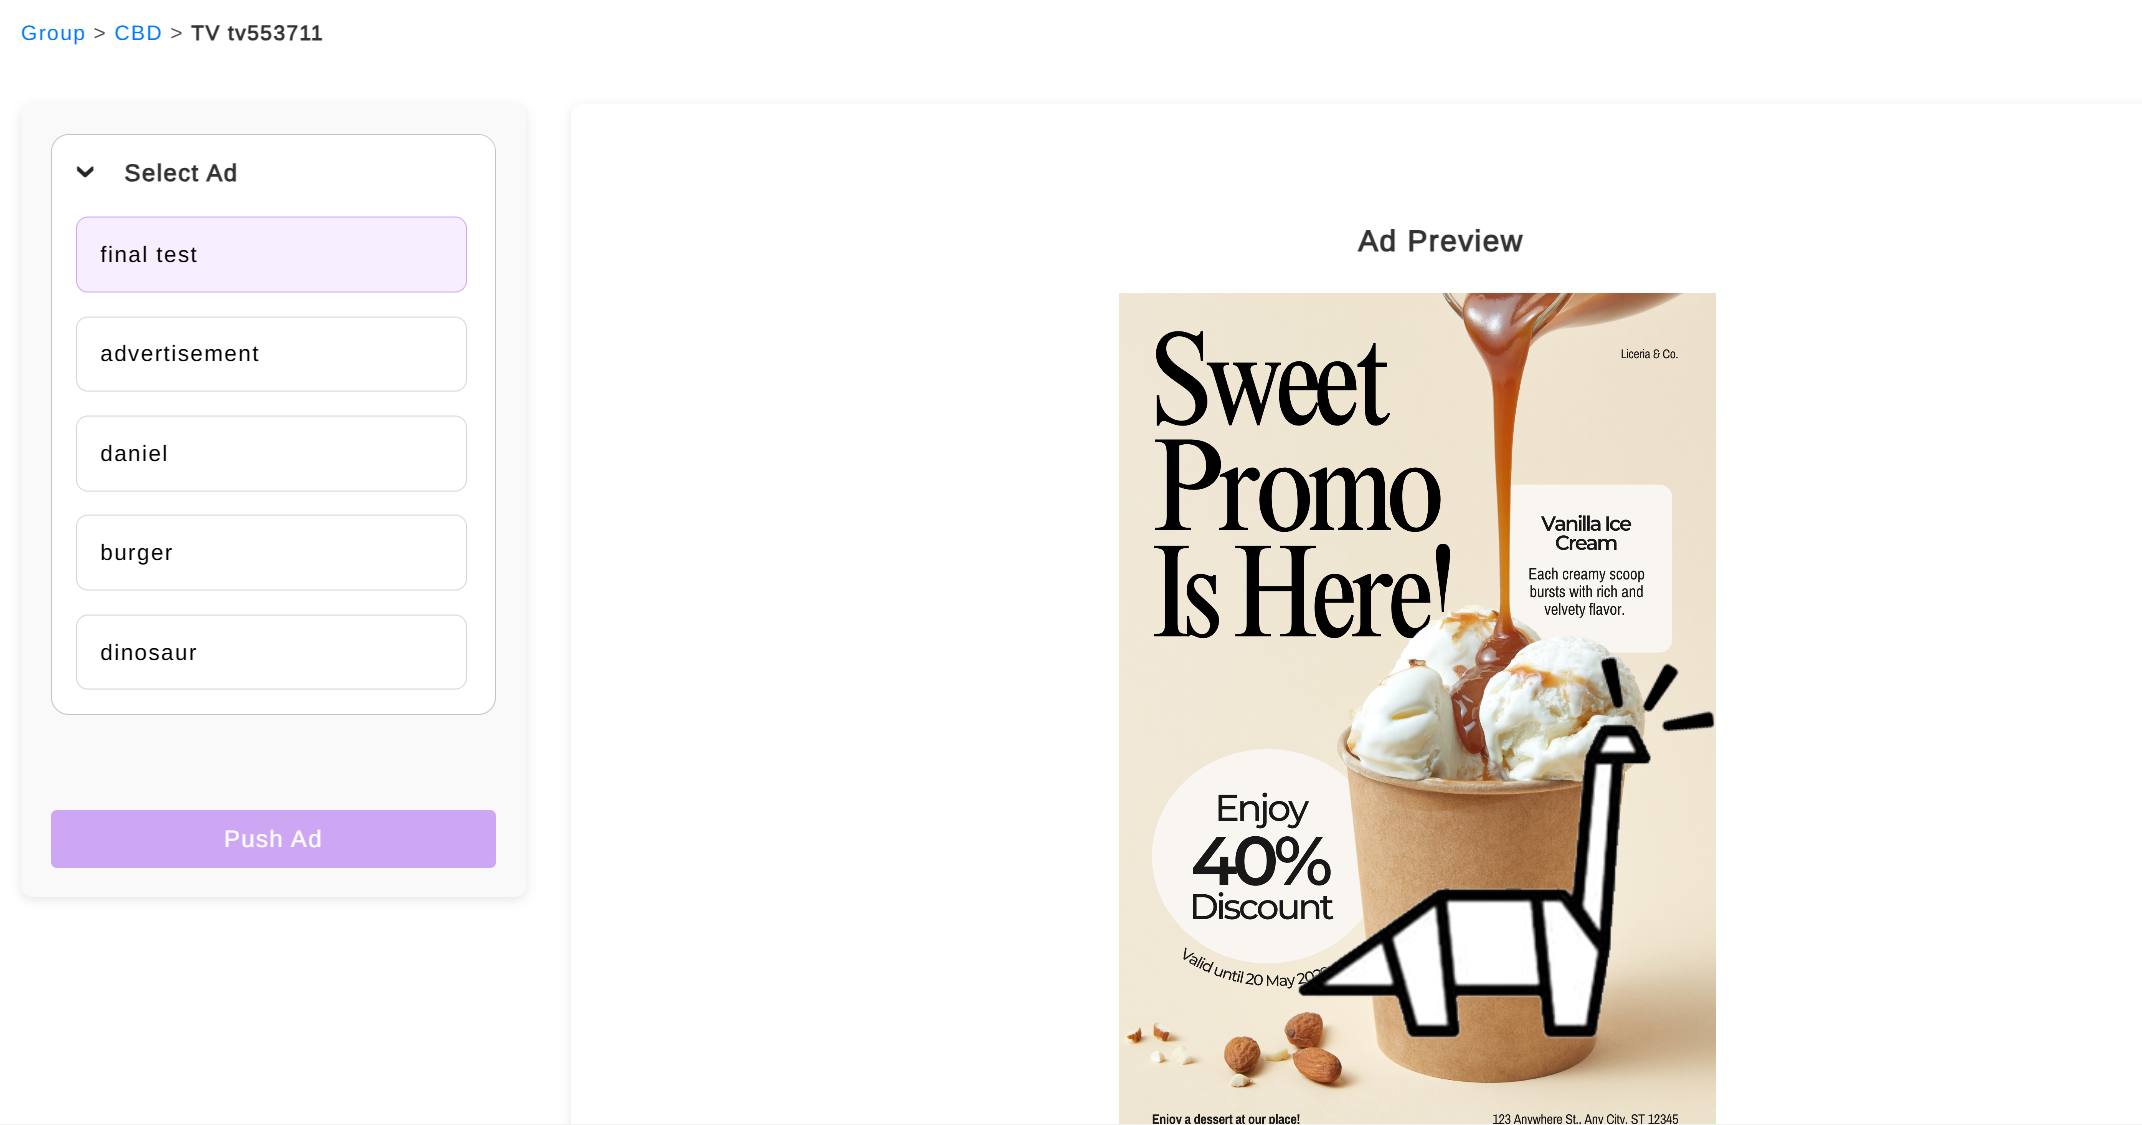 Group > CBD > TV tv553711
Select Ad
final test
advertisement
daniel
burger
dinosaur
Push Ad
Ad Preview
Sweet
Promo
Is Here!
Liceria & Co.
Vanilla Ice
Cream
Each creamy scoop
bursts with rich and
velvety flavor.
Enjoy
40%
Discount
Valid until 20 May
Enjoy a dessert at our place!
123 Anywhere St., Any City, ST 12345